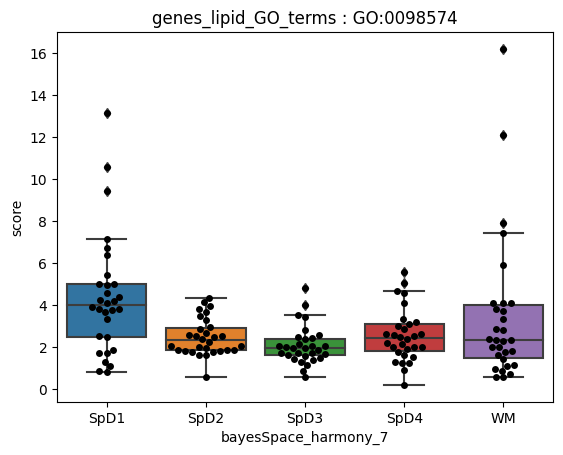 genes_lipid_GO_terms : GO:0098574
16
14
12
10
8
6
4
2
0
score
SpD1 SpD2 SpD3 SpD4 WM
bayesSpace_harmony_7